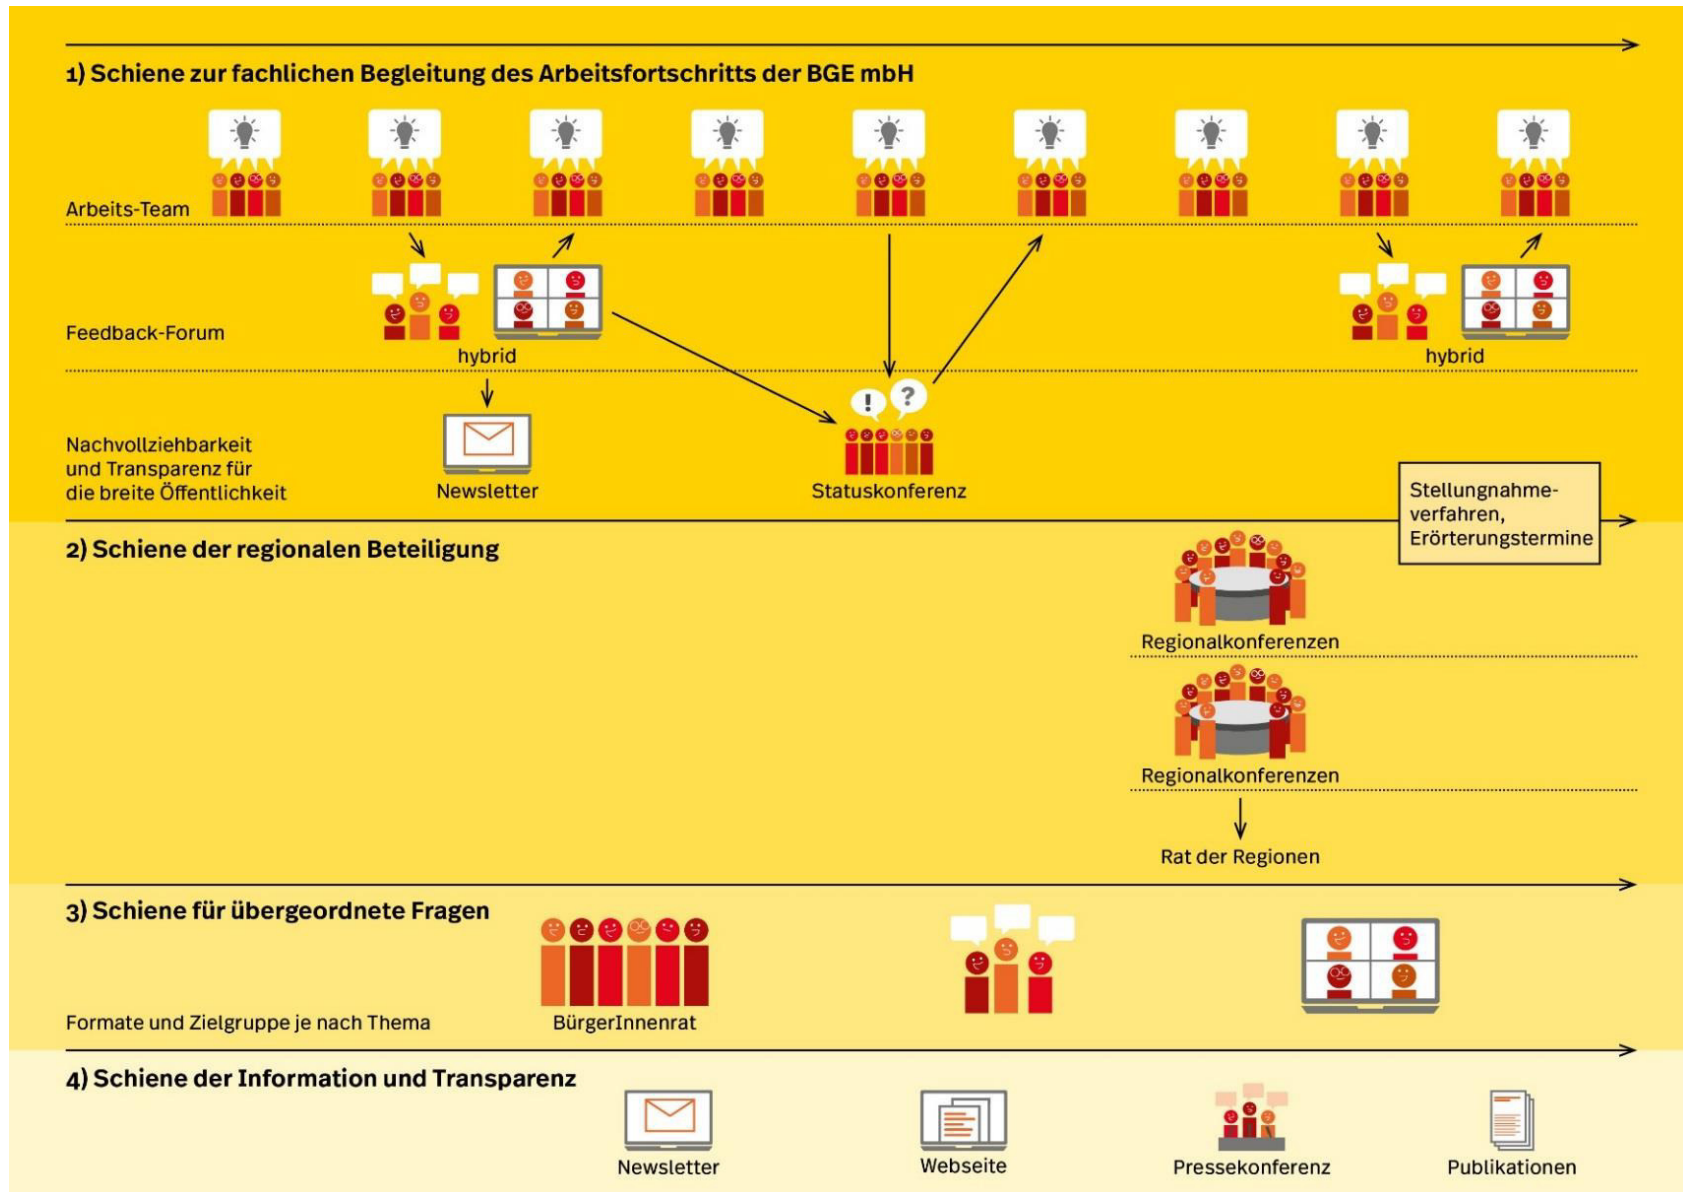 1) Schiene zur fachlichen Begleitung des Arbeitsfortschritts der BGE mbH
Arbeits-Team
Feedback-Forum
hybrid
hybrid
! ?
Nachvollziehbarkeit
und Transparenz für
die breite Öffentlichkeit
Newsletter
Statuskonferenz
Stellungnahme-
verfahren,
Erörterungstermine
2) Schiene der regionalen Beteiligung
Regionalkonferenzen
Regionalkonferenzen
Rat der Regionen
3) Schiene für übergeordnete Fragen
Formate und Zielgruppe je nach Thema
BürgerInnenrat
4) Schiene der Information und Transparenz
Newsletter
Webseite
Pressekonferenz
Publikationen